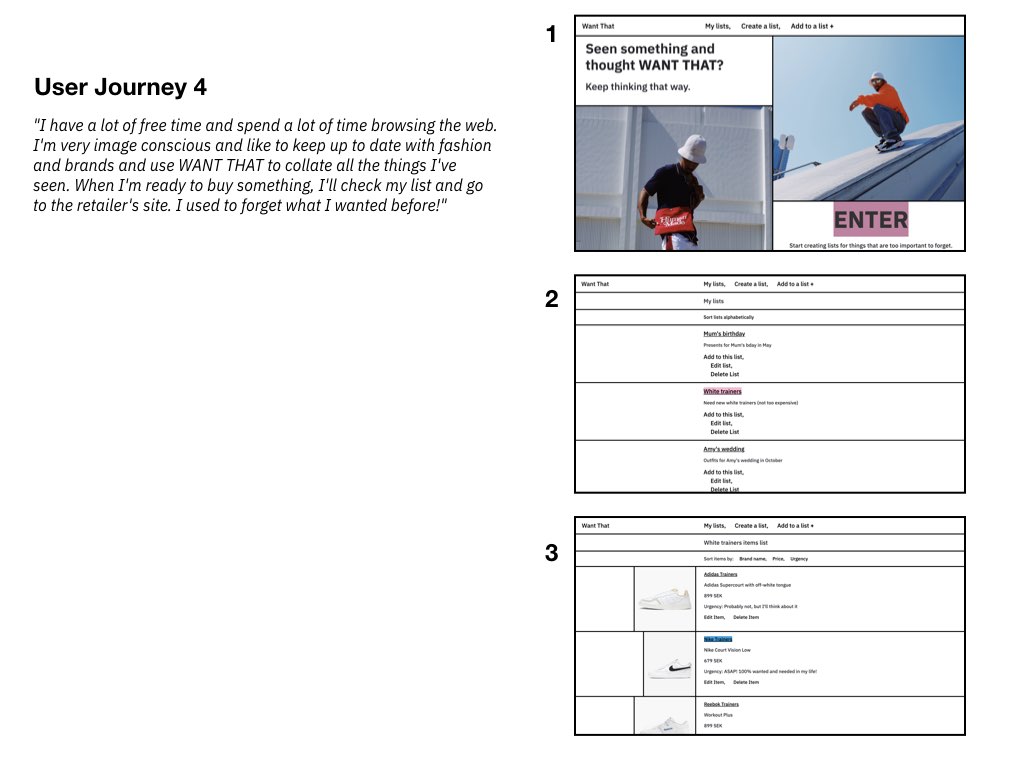 User Journey 4
"I have a lot of free time and spend a lot of time browsing the web.
I'm very image conscious and like to keep up to date with fashion
and brands and use WANT THAT to collate all the things I've
seen. When I'm ready to buy something, I'll check my list and go
to the retailer's site. I used to forget what I wanted before!"
1
Want That My lists, Create a list, Add to a list +
Seen something and
thought WANT THAT?
Keep thinking that way.
Human
Made
ENTER
Start creating lists for things that are too important to forget.
2
Want That My lists, Create a list, Add to a list +
My lists
Sort lists alphabetically
Mum's birthday
Presents for Mum's bday in May
Add to this list,
Edit list,
Delete List
White trainers
Need new white trainers (not too expensive)
Add to this list,
Edit list,
Delete List
Amy's wedding
Outfits for Amy's wedding in October
Add to this list,
Edit list,
Delete List
3
Want That My lists, Create a list, Add to a list +
White trainers items list
Sort items by: Brand name, Price, Urgency
Adidas Trainers
Adidas Supercourt with off-white tongue
899 SEK
Urgency: Probably not, but I'll think about it
Edit Item, Delete Item
Nike Trainers
Nike Court Vision Low
679 SEK
Urgency: ASAP! 100% wanted and needed in my life!
Edit Item, Delete Item
Reebok Trainers
Workout Plus
899 SEK